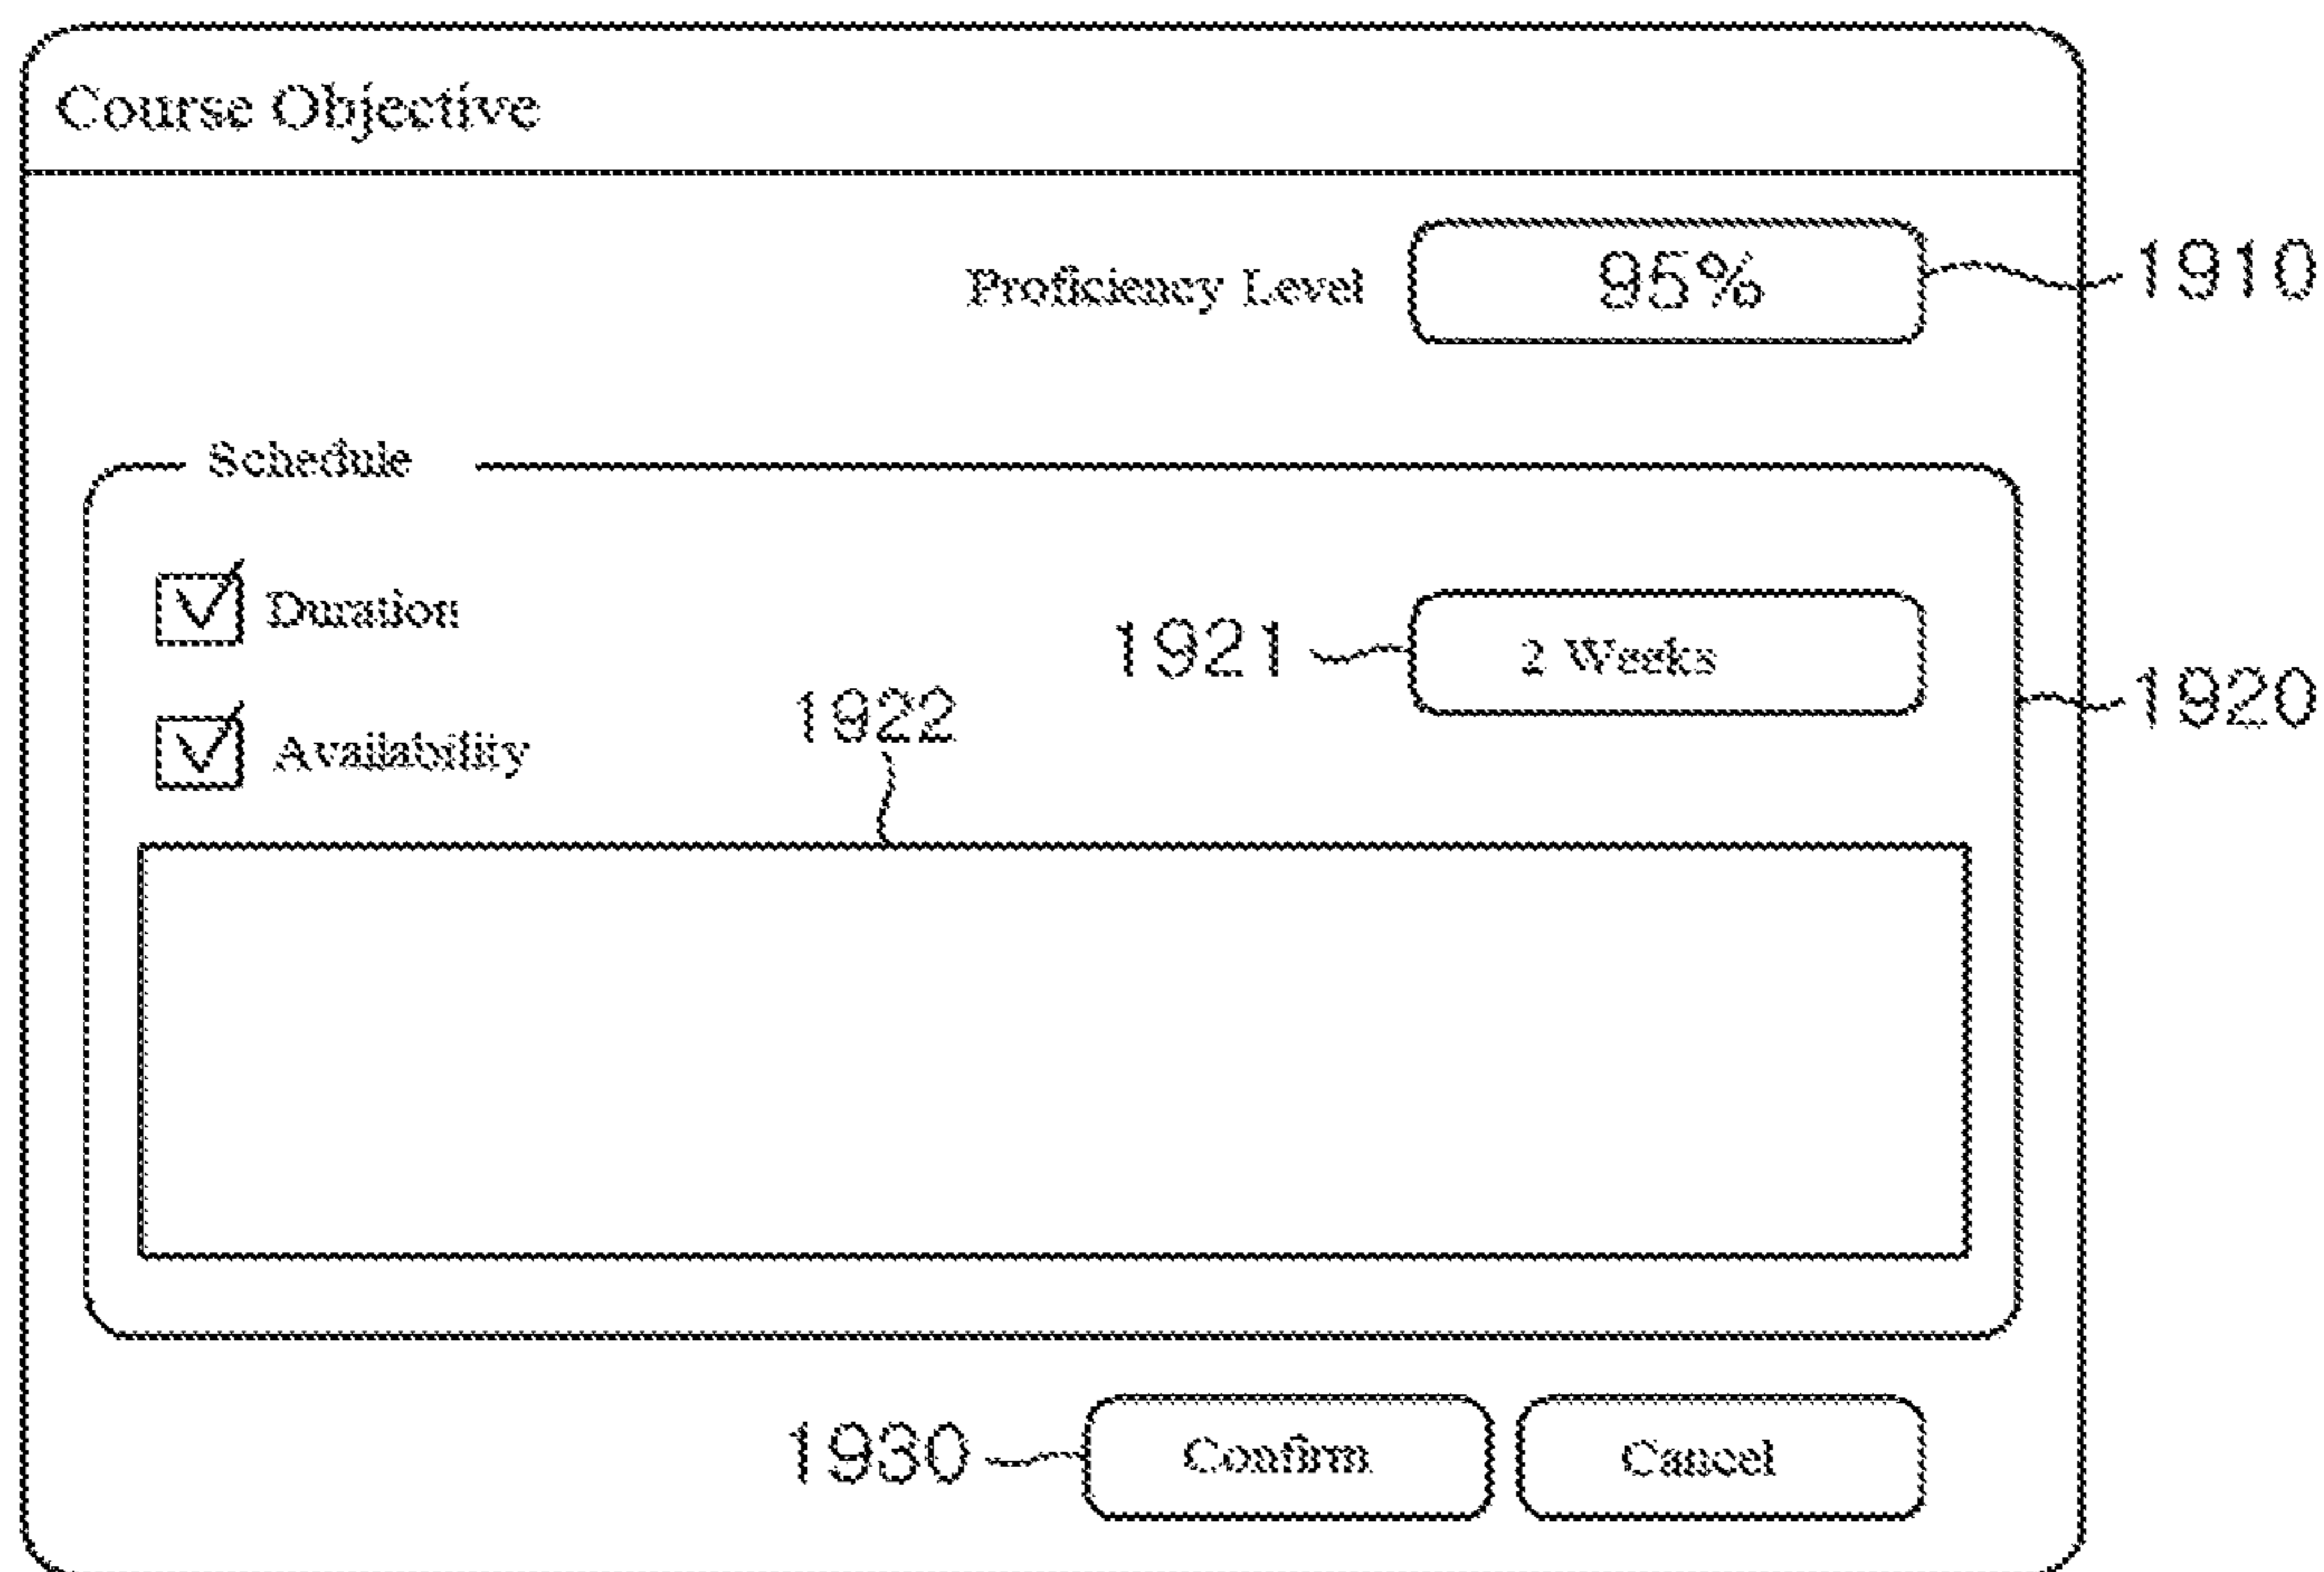 Course Objective
Proficiency Level 95% 1910
Schedule
Duration
1921 2 Weeks
1922 1920
Availability
1930 Confirm Cancel